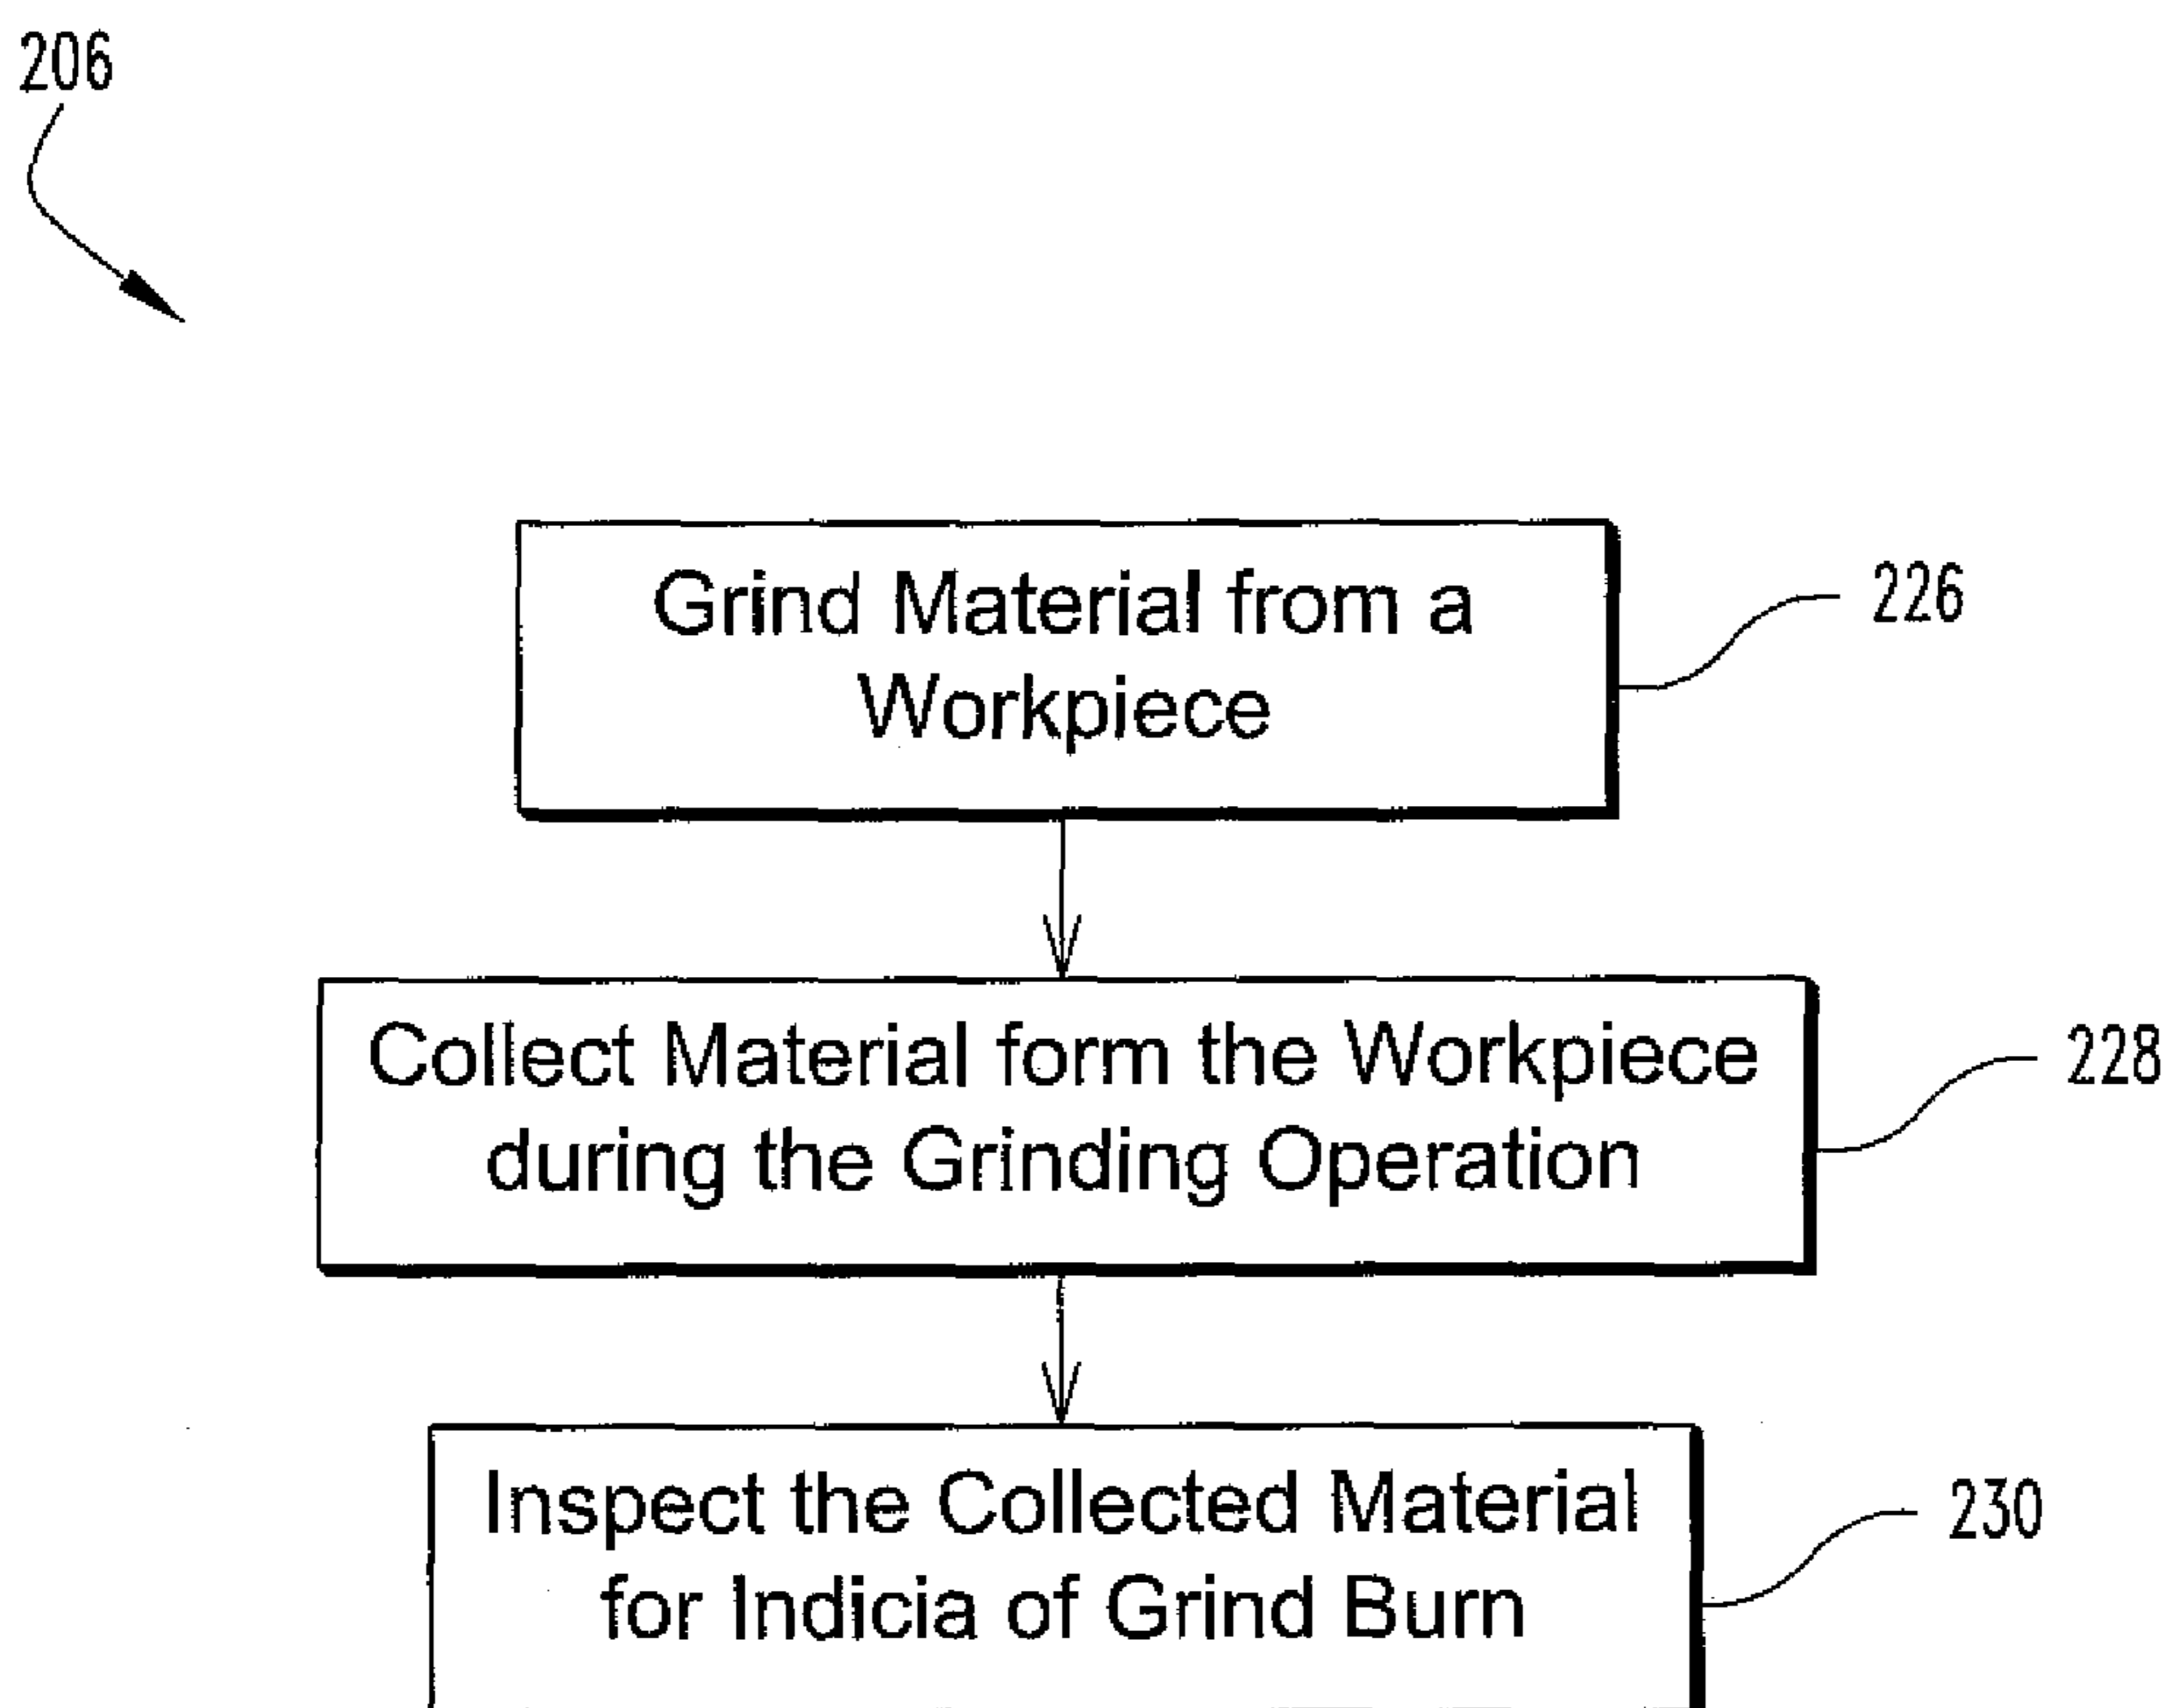 206
Grind Material from a
Workpiece
226
Collect Material form the Workpiece
during the Grinding Operation
228
Inspect the Collected Material
for Indicia of Grind Burn
230